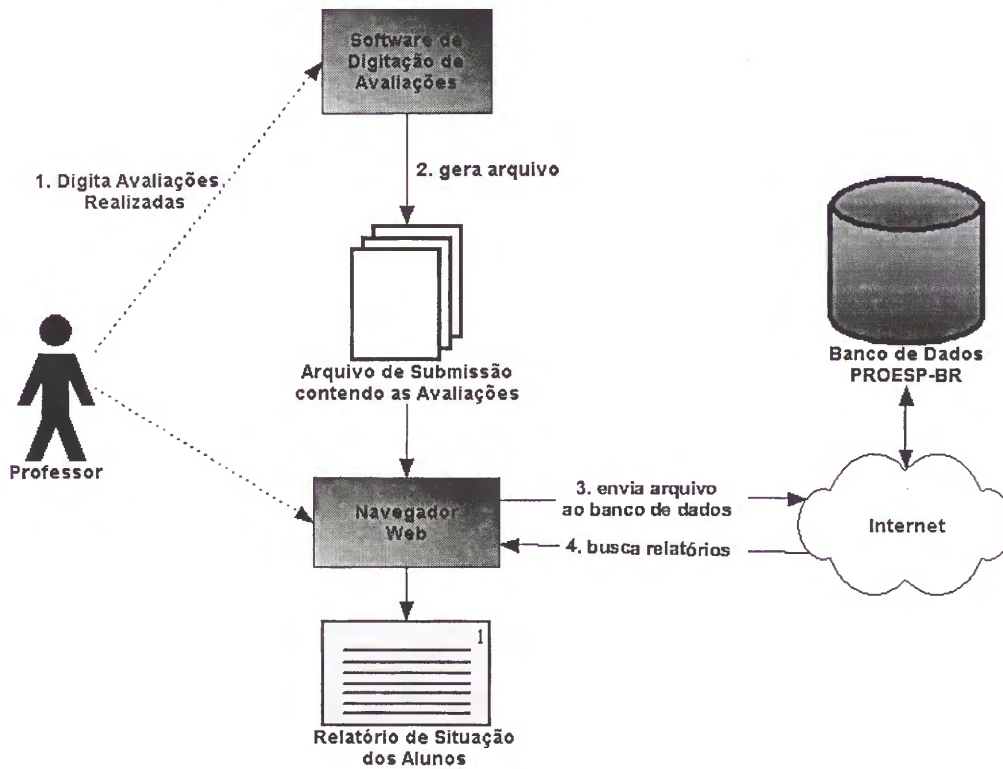 Software de
Digitação de
Avaliações
1. Digita Avaliações
Realizadas
2. gera arquivo
Arquivo de Submissão
contendo as Avaliações
Banco de Dados
PROESP-BR
Professor
Navegador
Web
3. envia arquivo
ao banco de dados
4. busca relatórios
Internet
1
Relatório de Situação
dos Alunos